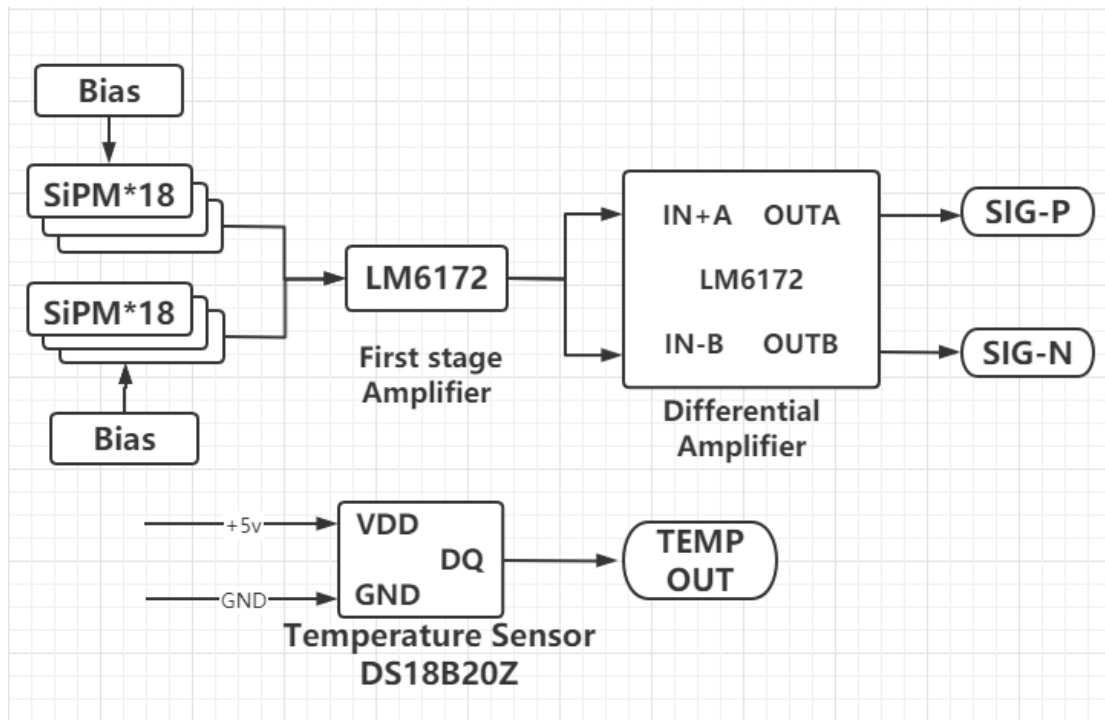 Bias
SiPM*18
SiPM*18
Bias
LM6172
First stage
Amplifier
IN+A OUTA
LM6172
IN-B OUTB
Differential
Amplifier
SIG-P
SIG-N
+5v
GND
VDD
DQ
GND
Temperature Sensor
DS18B20Z
TEMP
OUT